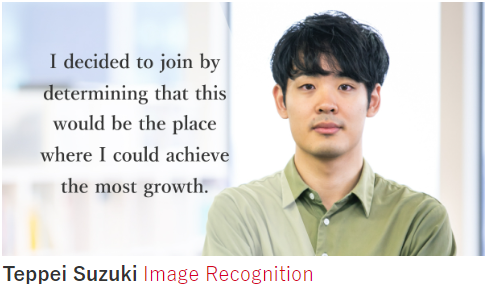 I decided to join by
determining that this
would be the place
where I could achieve
the most growth.
Teppei Suzuki Image Recognition